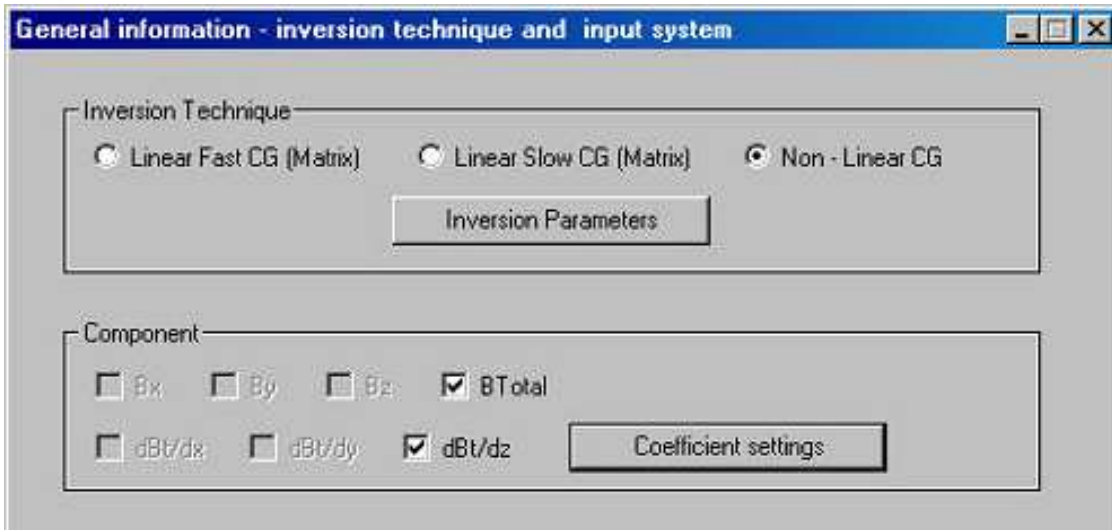 General information - inversion technique and input system
Inversion Technique
Linear Fast CG (Matrix) Linear Slow CG (Matrix) Non - Linear CG
Inversion Parameters
Component
Bx By Bz BTotal
dBt/dx dBt/dy dBt/dz Coefficient settings